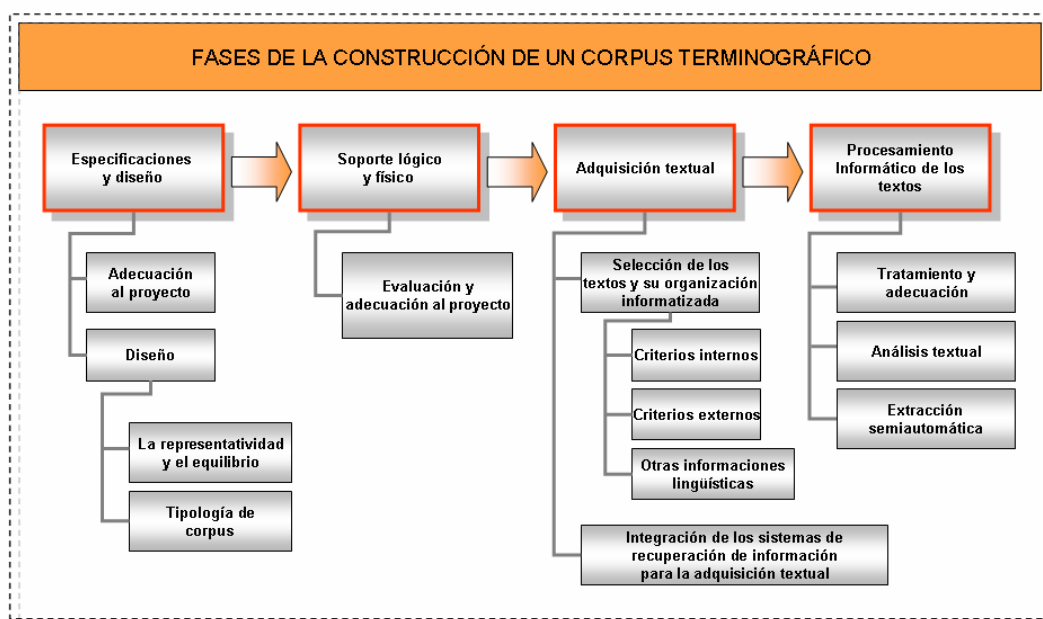 FASES DE LA CONSTRUCCIÓN DE UN CORPUS TERMINOGRÁFICO
Especificaciones
y diseño
Adecuación
al proyecto
Diseño
La representatividad
y el equilibrio
Tipología de
corpus
Soporte lógico
y físico
Evaluación y
adecuación al proyecto
Adquisición textual
Selección de los
textos y su organización
informatizada
Criterios internos
Criterios externos
Otras informaciones
lingüísticas
Integración de los sistemas de
recuperación de información
para la adquisición textual
Procesamiento
Informático de los
textos
Tratamiento y
adecuación
Análisis textual
Extracción
semiautomática